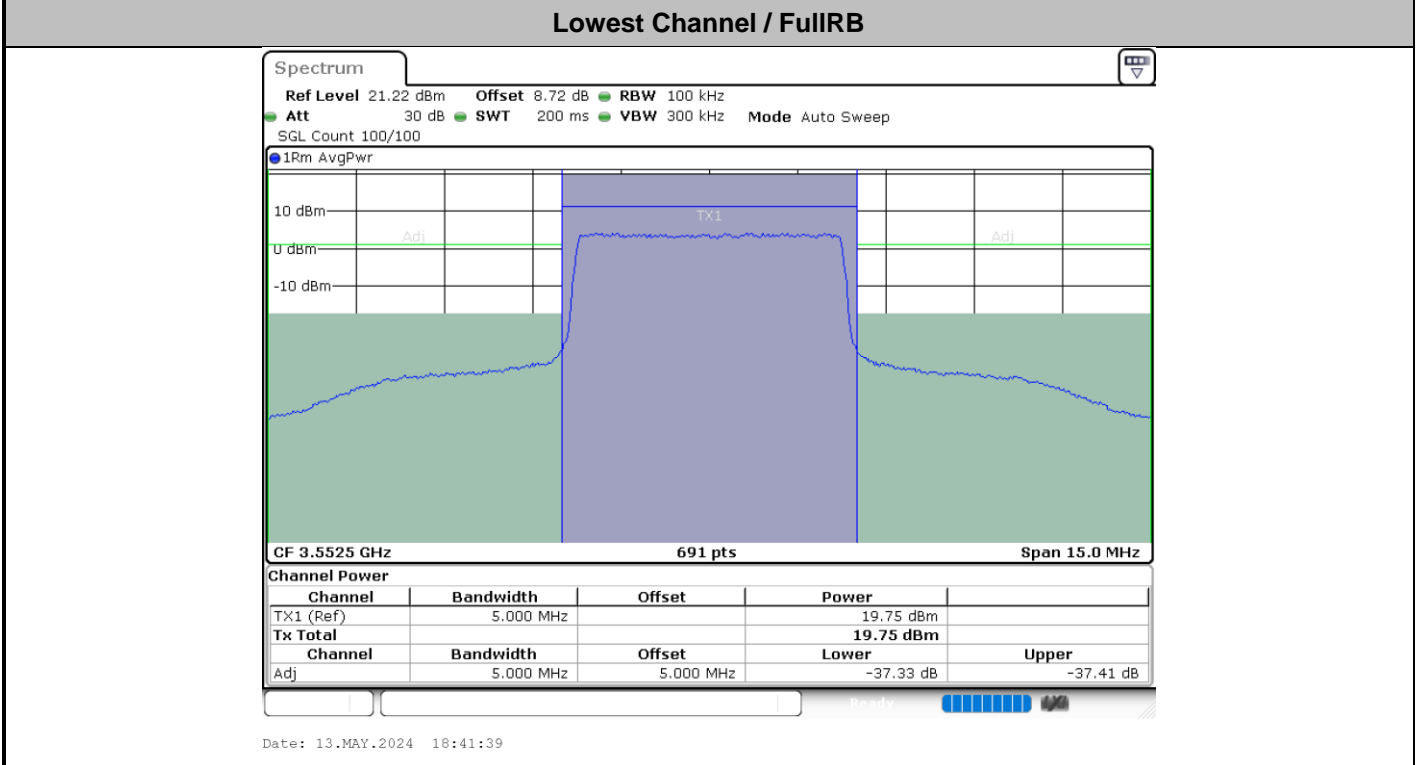 Lowest Channel / FullRB
Spectrum
Ref Level 21.22 dBm Offset 8.72 dB RBW 100 kHz
Att 30 dB SWT 200 ms VBW 300 kHz Mode Auto Sweep
SGL Count 100/100
1Rm AvgPwr
10 dBm
TX1
Adj
Adj
0 dBm
-10 dBm
CF 3.5525 GHz 691 pts Span 15.0 MHz
Channel Power
Channel Bandwidth Offset Power
TX1 (Ref) 5.000 MHz 19.75 dBm
Tx Total 19.75 dBm
Channel Bandwidth Offset Lower Upper
Adj 5.000 MHz 5.000 MHz -37.33 dB -37.41 dB
Ready
Date: 13.MAY.2024 18:41:39